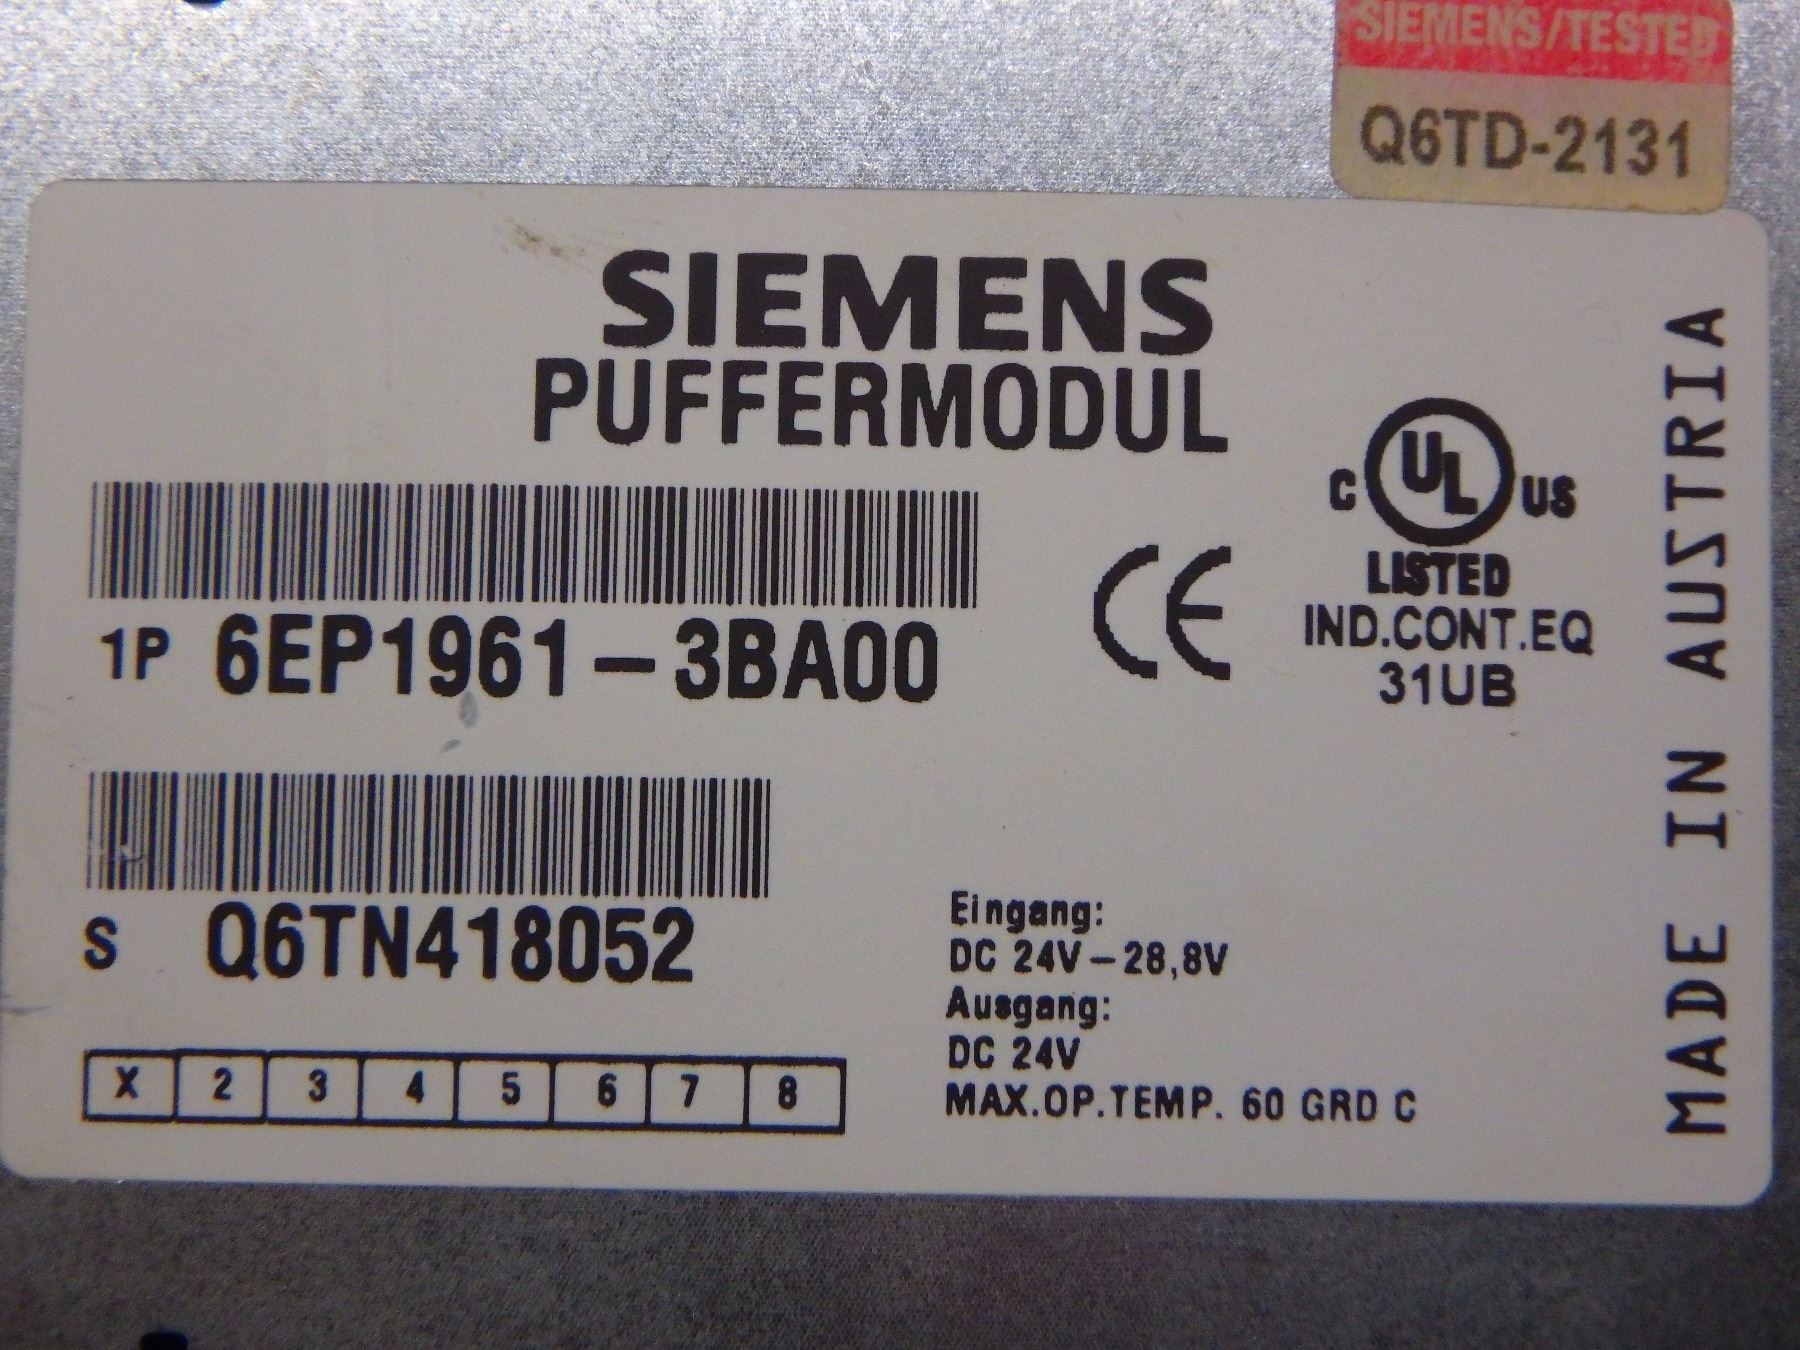 SIEMENS/TESTED
Q6TD-2131
SIEMENS
PUFFERMODUL
1P 6EP1961-3BA00
S Q6TN418052
X 2 3 4 5 6 7 8
CE
C UL US
LISTED
IND.CONT.EQ
31UB
Eingang:
DC 24V-28,8V
Ausgang:
DC 24V
MAX.OP.TEMP. 60 GRD C
MADE IN AUSTRIA